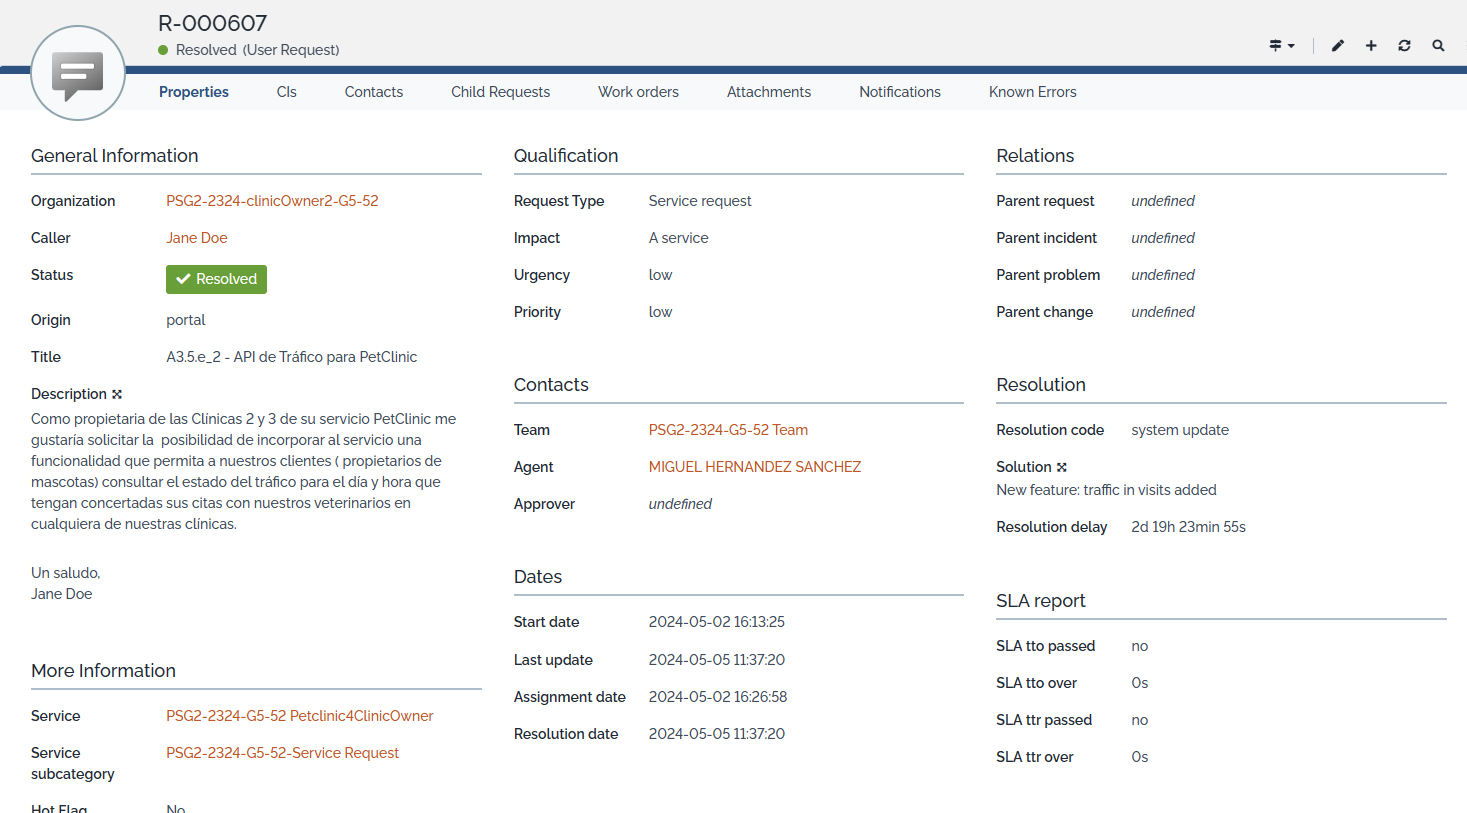 R-000607
Resolved (User Request)
Properties
CIs
Contacts
Child Requests
Work orders
Attachments
Notifications
Known Errors
General Information
Organization PSG2-2324-clinicOwner2-G5-52
Caller Jane Doe
Status Resolved
Origin portal
Title A3.5.e_2 - API de Tráfico para PetClinic
Description
Como propietaria de las Clínicas 2 y 3 de su servicio PetClinic me
gustaría solicitar la  posibilidad de incorporar al servicio una
funcionalidad que permita a nuestros clientes ( propietarios de
mascotas) consultar el estado del tráfico para el día y hora que
tengan concertadas sus citas con nuestros veterinarios en
cualquiera de nuestras clínicas.
Un saludo,
Jane Doe
More Information
Service PSG2-2324-G5-52 Petclinic4ClinicOwner
Service PSG2-2324-G5-52-Service Request
subcategory
Hot Flag No
Qualification
Request Type Service request
Impact A service
Urgency low
Priority low
Contacts
Team PSG2-2324-G5-52 Team
Agent MIGUEL HERNANDEZ SANCHEZ
Approver undefined
Dates
Start date 2024-05-02 16:13:25
Last update 2024-05-05 11:37:20
Assignment date 2024-05-02 16:26:58
Resolution date 2024-05-05 11:37:20
Relations
Parent request undefined
Parent incident undefined
Parent problem undefined
Parent change undefined
Resolution
Resolution code system update
Solution
New feature: traffic in visits added
Resolution delay 2d 19h 23min 55s
SLA report
SLA tto passed no
SLA tto over 0s
SLA ttr passed no
SLA ttr over 0s